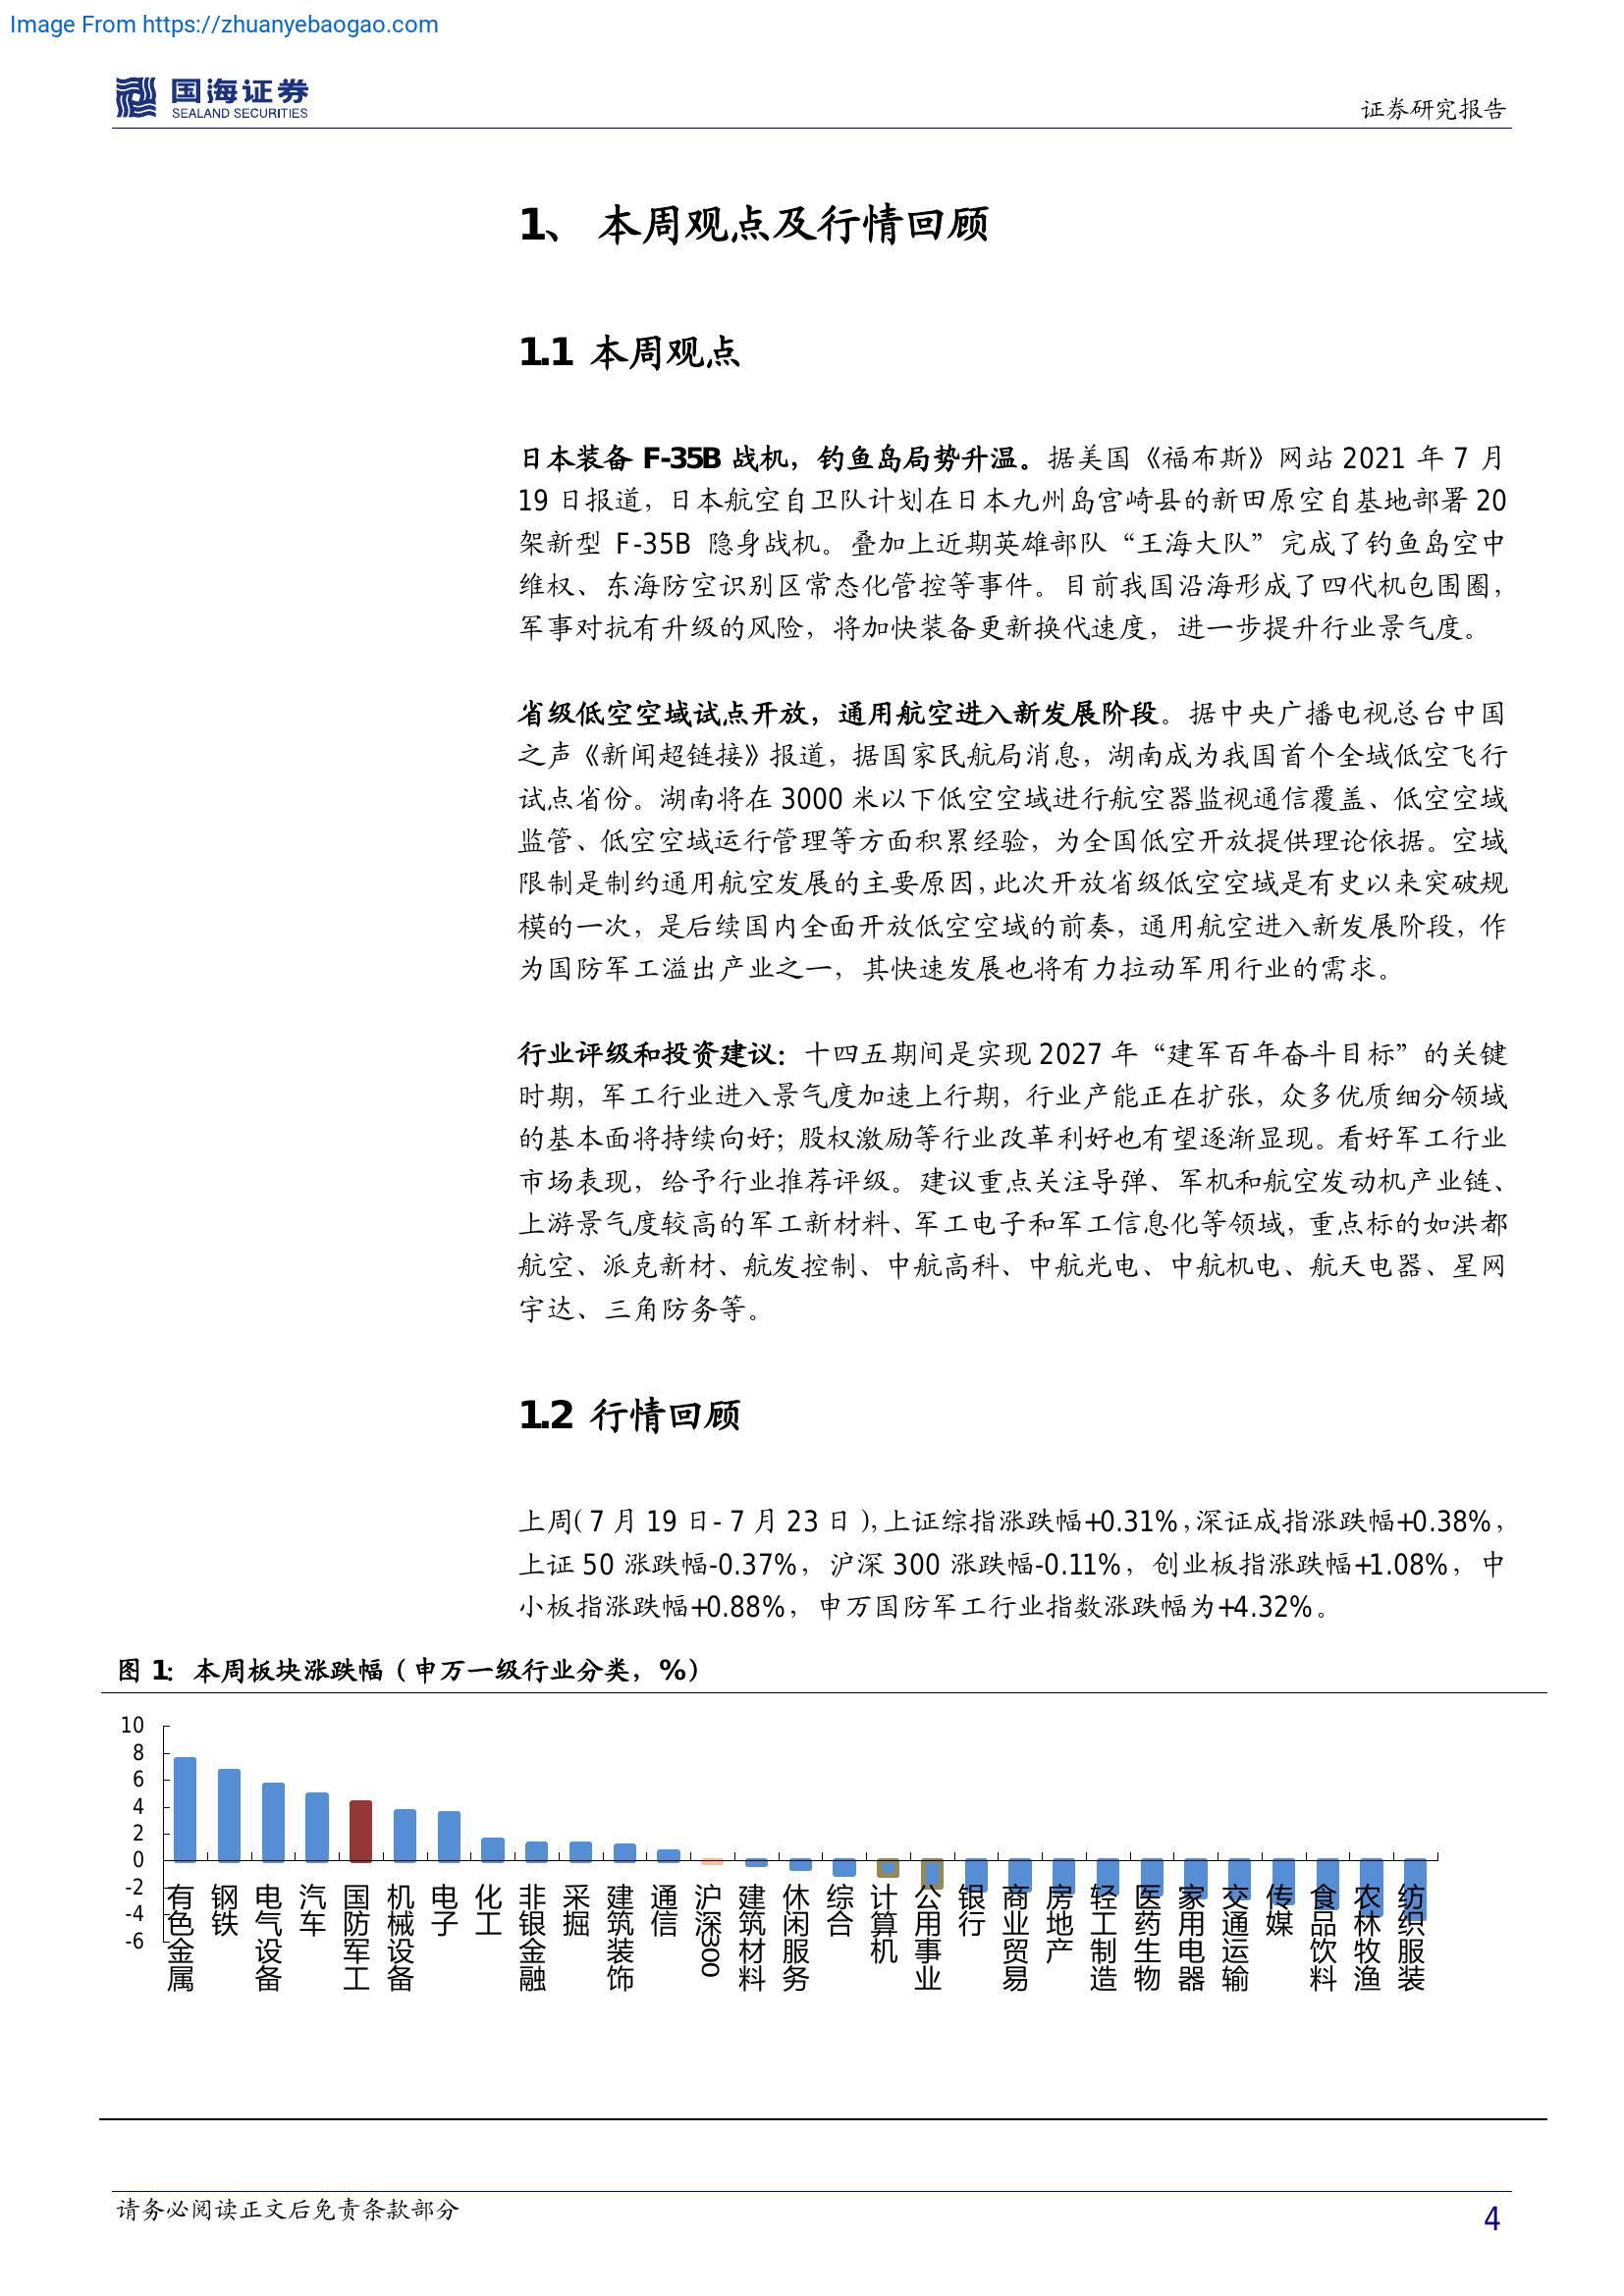 Image From https://zhuanyebaogao.com
国海证券
SEALAND SECURITIES
证券研究报告
1、 本周观点及行情回顾
1.1 本周观点
日本装备 F-35B 战机，钓鱼岛局势升温。据美国《福布斯》网站 2021 年 7 月
19 日报道，日本航空自卫队计划在日本九州岛宫崎县的新田原空自基地部署 20
架新型 F-35B 隐身战机。叠加上近期英雄部队“王海大队”完成了钓鱼岛空中
维权、东海防空识别区常态化管控等事件。目前我国沿海形成了四代机包围圈，
军事对抗有升级的风险，将加快装备更新换代速度，进一步提升行业景气度。
省级低空空域试点开放，通用航空进入新发展阶段。据中央广播电视总台中国
之声《新闻超链接》报道，据国家民航局消息，湖南成为我国首个全域低空飞行
试点省份。湖南将在 3000 米以下低空空域进行航空器监视通信覆盖、低空空域
监管、低空空域运行管理等方面积累经验，为全国低空开放提供理论依据。空域
限制是制约通用航空发展的主要原因，此次开放省级低空空域是有史以来突破规
模的一次，是后续国内全面开放低空空域的前奏，通用航空进入新发展阶段，作
为国防军工溢出产业之一，其快速发展也将有力拉动军用行业的需求。
行业评级和投资建议：十四五期间是实现 2027 年“建军百年奋斗目标”的关键
时期，军工行业进入景气度加速上行期，行业产能正在扩张，众多优质细分领域
的基本面将持续向好；股权激励等行业改革利好也有望逐渐显现。看好军工行业
市场表现，给予行业推荐评级。建议重点关注导弹、军机和航空发动机产业链、
上游景气度较高的军工新材料、军工电子和军工信息化等领域，重点标的如洪都
航空、派克新材、航发控制、中航高科、中航光电、中航机电、航天电器、星网
宇达、三角防务等。
1.2 行情回顾
上周（7 月 19 日- 7 月 23 日），上证综指涨跌幅+0.31%，深证成指涨跌幅+0.38%，
上证 50 涨跌幅-0.37%，沪深 300 涨跌幅-0.11%，创业板指涨跌幅+1.08%，中
小板指涨跌幅+0.88%，申万国防军工行业指数涨跌幅为+4.32%。
图 1：本周板块涨跌幅（申万一级行业分类，%）
10
8
6
4
2
0
-2
-4
-6
有色金属
钢铁
电气设备
汽车
国防军工
机械设备
电子
化工
非银金融
采掘
建筑装饰
通信
沪深300
建筑材料
休闲服务
综合
计算机
公用事业
银行
商业贸易
房地产
轻工制造
医药生物
家用电器
交通运输
传媒
食品饮料
农林牧渔
纺织服装
请务必阅读正文后免责条款部分
4